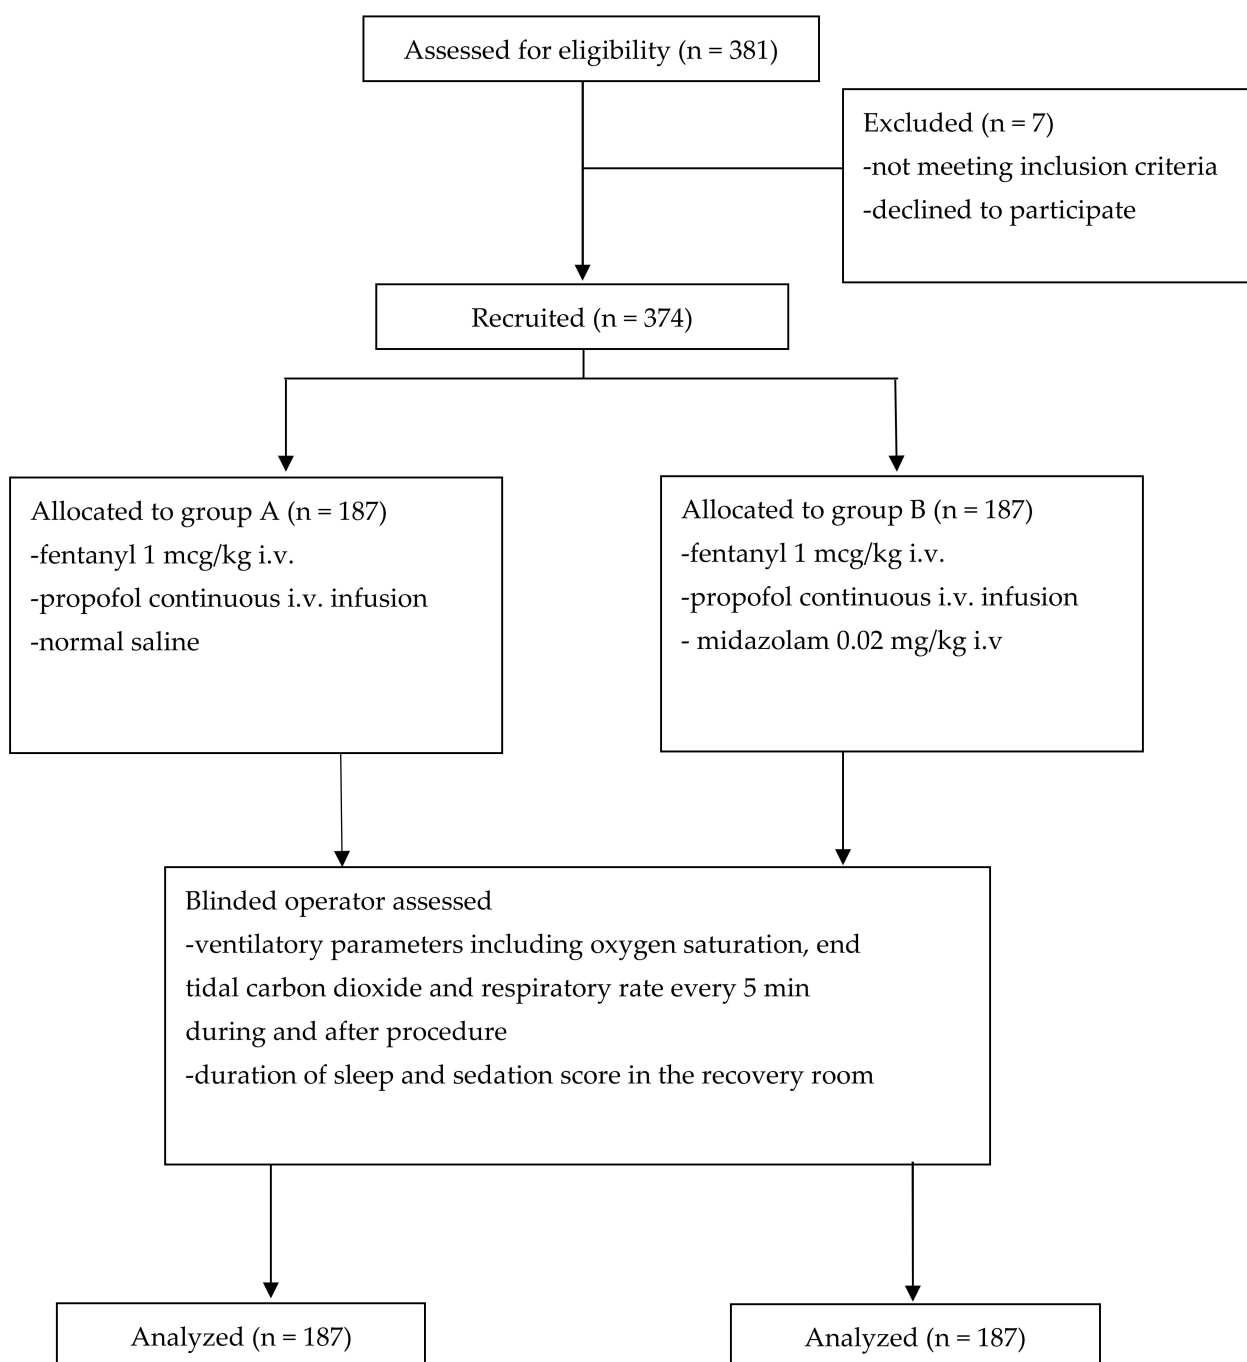 Assessed for eligibility (n = 381)
Excluded (n = 7)
-not meeting inclusion criteria
-declined to participate
Recruited (n = 374)
Allocated to group A (n = 187)
-fentanyl 1 mcg/kg i.v.
-propofol continuous i.v. infusion
-normal saline
Allocated to group B (n = 187)
-fentanyl 1 mcg/kg i.v.
-propofol continuous i.v. infusion
- midazolam 0.02 mg/kg i.v
Blinded operator assessed
-ventilatory parameters including oxygen saturation, end
tidal carbon dioxide and respiratory rate every 5 min
during and after procedure
-duration of sleep and sedation score in the recovery room
Analyzed (n = 187)
Analyzed (n = 187)